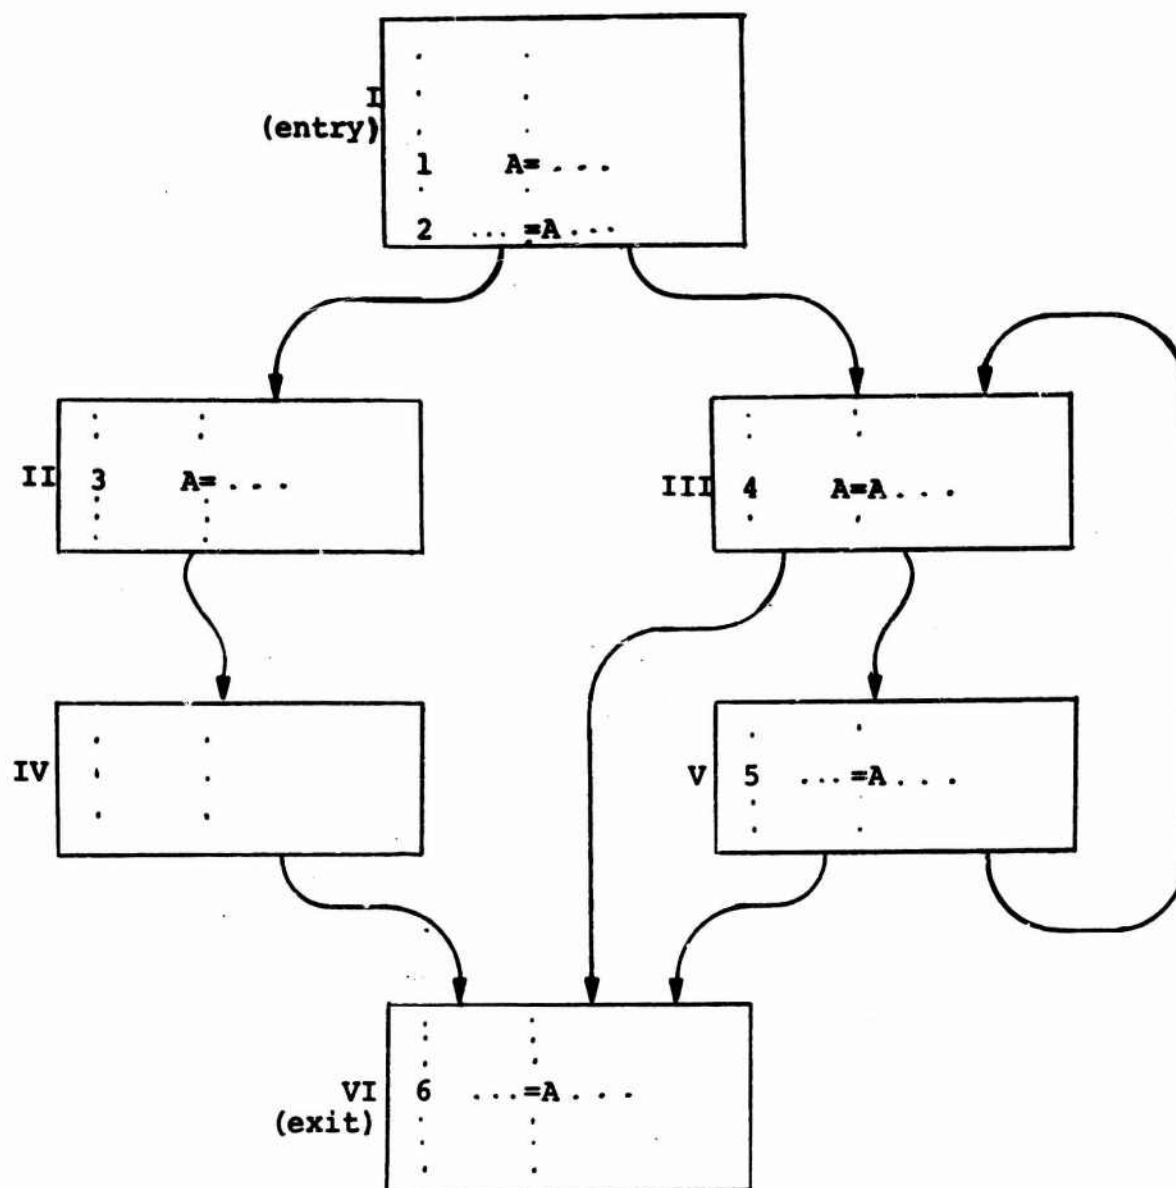 I
(entry)
1 A=...
2 ...=A...
II 3 A=...
III 4 A=A...
IV
V 5 ...=A...
VI 6 ...=A...
(exit)